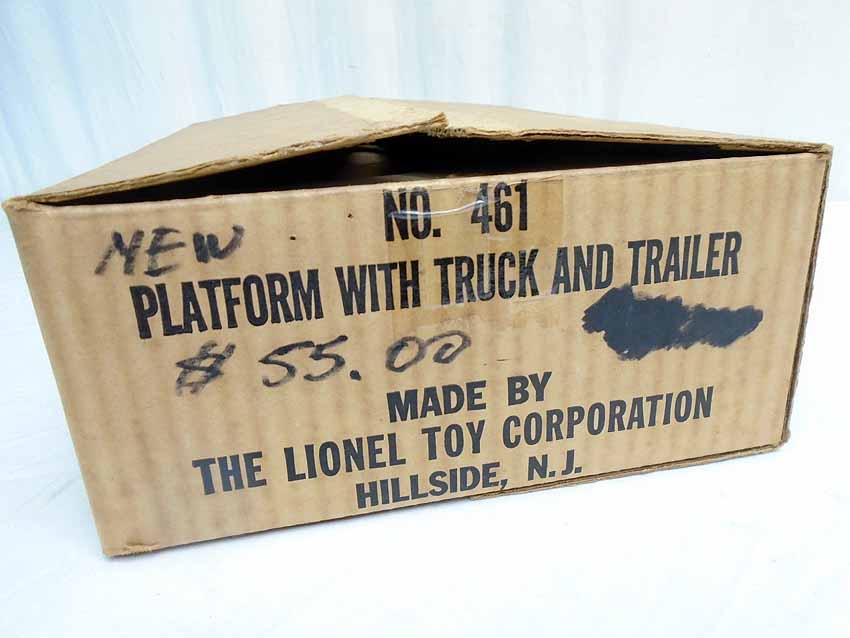 NO. 461
NEW
PLATFORM WITH TRUCK AND TRAILER
$ 55.00
MADE BY
THE LIONEL TOY CORPORATION
HILLSIDE, N. J.